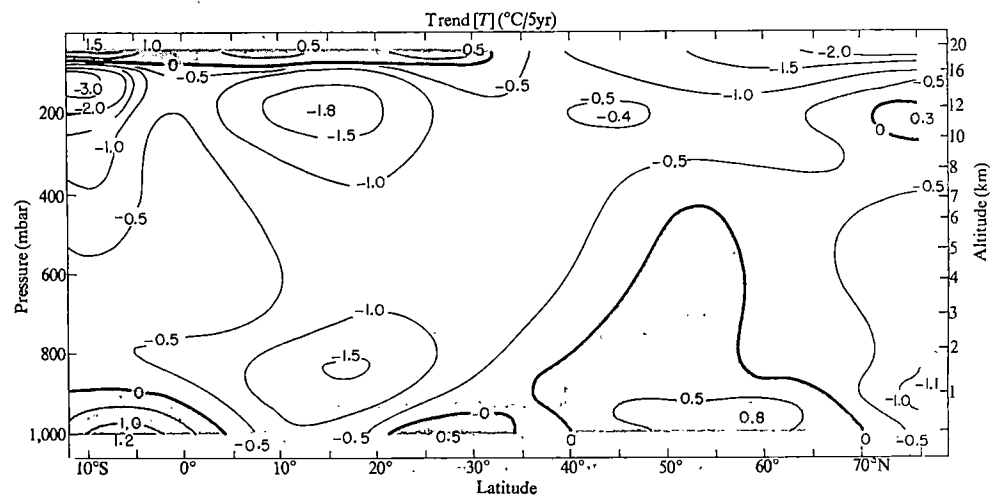 Trend [T] (°C/5yr)
1.5 1.0 0.5 0.5 -2.0 20
0 -1.5
-0.5 -0.5 -1.0 -0.5 16
-3.0
-2.0 -1.8 -0.5 -0.4 0.3 12
200
-1.5 0 10
-1.0 -1.0 -0.5 8
400 -0.5 -0.5 7
6
5
600 4
-1.0 3
-0.5
800 -1.5 2
0 -1.1
0.5 -1.0 1
1.0 0 0.8
1,000 1.2 -0.5 -0.5 0.5 0 0 -0.5
10°S 0° 10° 20° 30° 40° 50° 60° 70°N
Latitude
Pressure (mbar)
Altitude (km)